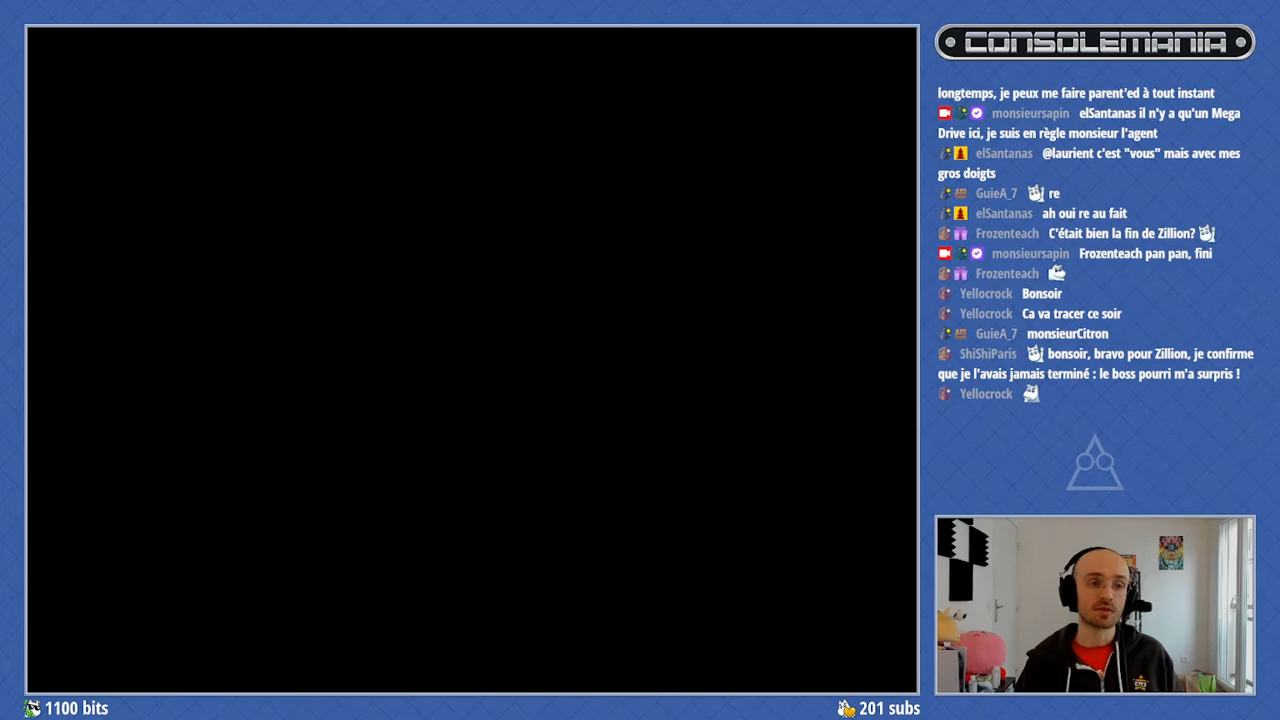 CONSOLEMANIA
longtemps, je peux me faire parent'ed à tout instant
monsieursapin elSantanas il n'y a qu'un Mega
Drive ici, je suis en règle monsieur l'agent
elSantanas @laurient c'est "vous" mais avec mes
gros doigts
GuieA_7 re
elSantanas ah oui re au fait
Frozenteach C'était bien la fin de Zillion?
monsieursapin Frozenteach pan pan, fini
Frozenteach
Yellocrock Bonsoir
Yellocrock Ca va tracer ce soir
GuieA_7 monsieurCitron
ShiShiParis bonsoir, bravo pour Zillion, je confirme
que je l'avais jamais terminé : le boss pourri m'a surpris !
Yellocrock
1100 bits
201 subs